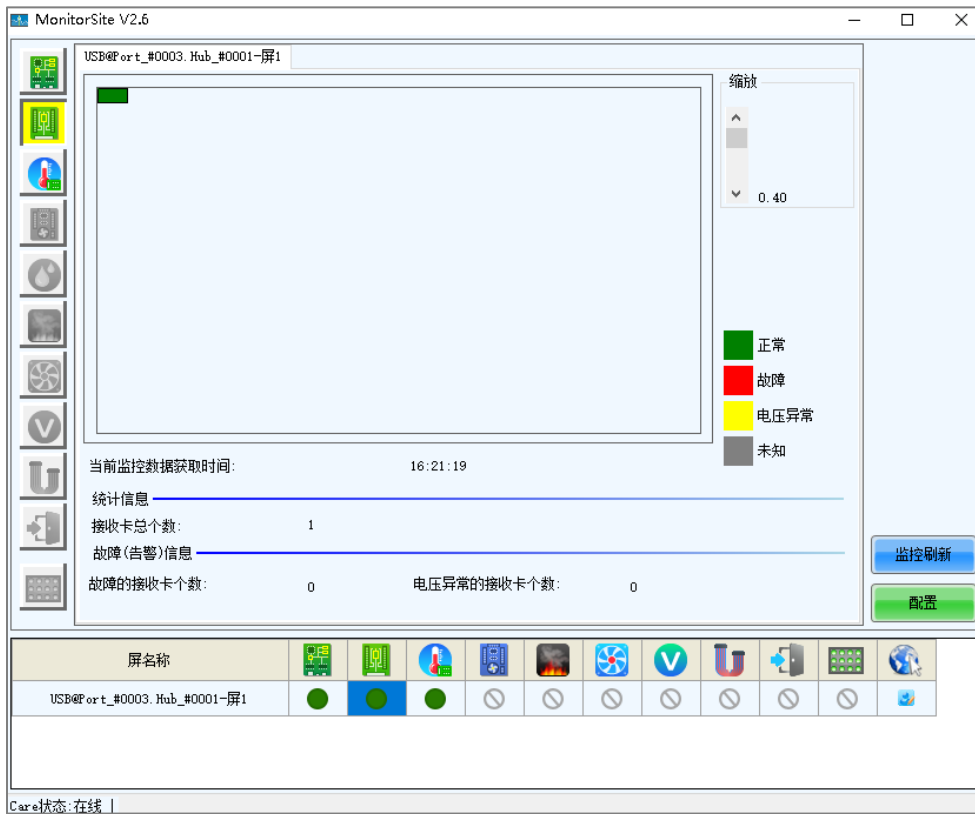 MonitorSite V2.6
USB@Port_#0003.Hub_#0001-屏1
缩放
0.40
正常
故障
电压异常
未知
当前监控数据获取时间: 16:21:19
统计信息
接收卡总个数: 1
故障(告警)信息
故障的接收卡个数: 0 电压异常的接收卡个数: 0
监控刷新
配置
屏名称
USB@Port_#0003.Hub_#0001-屏1
Care状态:在线